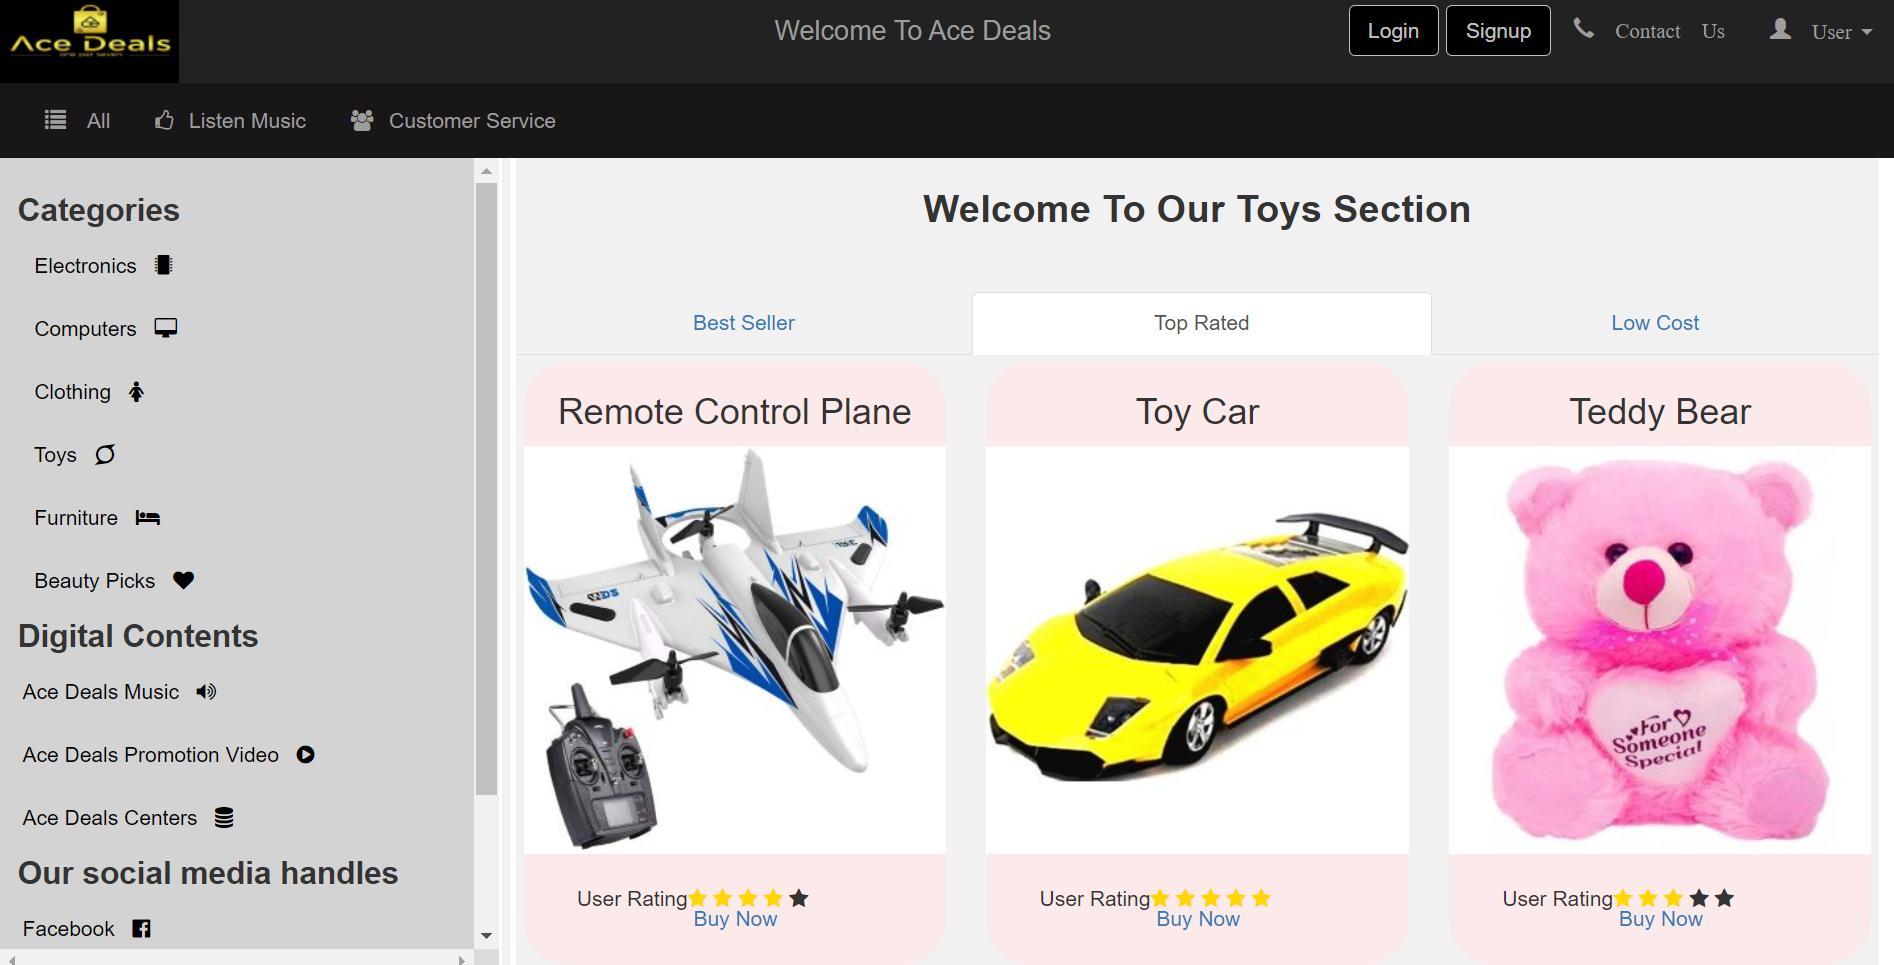 Ace Deals
Welcome To Ace Deals
Login
Signup
Contact Us
User
All
Listen Music
Customer Service
Categories
Electronics
Computers
Clothing
Toys
Furniture
Beauty Picks
Digital Contents
Ace Deals Music
Ace Deals Promotion Video
Ace Deals Centers
Our social media handles
Facebook
Welcome To Our Toys Section
Best Seller
Top Rated
Low Cost
Remote Control Plane
User Rating
Buy Now
Toy Car
User Rating
Buy Now
Teddy Bear
For
Someone
Special
User Rating
Buy Now